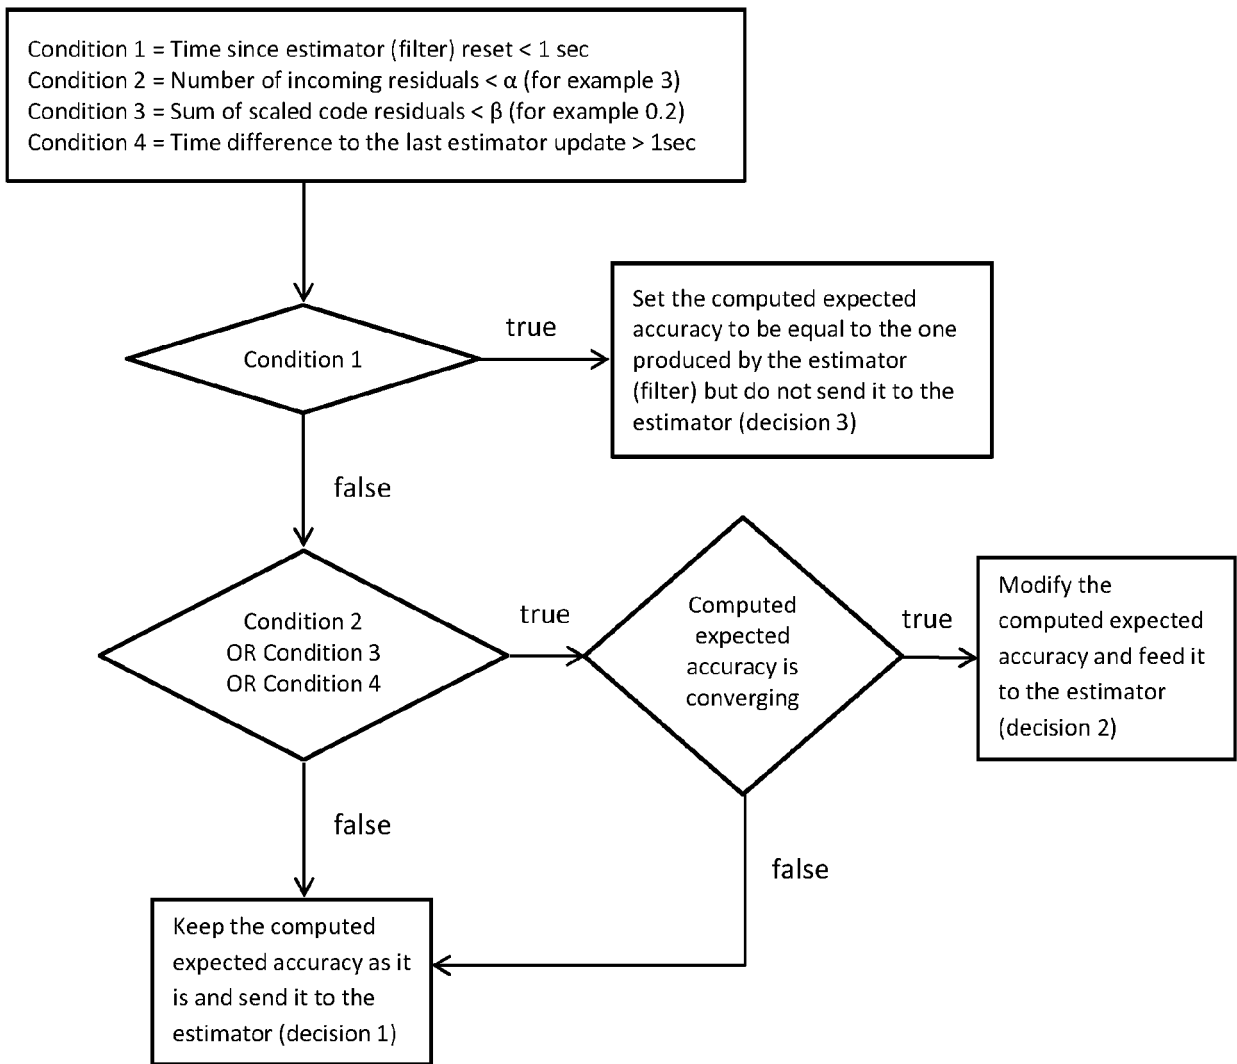 Condition 1 = Time since estimator (filter) reset < 1 sec
Condition 2 = Number of incoming residuals < α (for example 3)
Condition 3 = Sum of scaled code residuals < β (for example 0.2)
Condition 4 = Time difference to the last estimator update > 1sec
Condition 1
true
Set the computed expected
accuracy to be equal to the one
produced by the estimator
(filter) but do not send it to the
estimator (decision 3)
false
Condition 2
OR Condition 3
OR Condition 4
true
Computed
expected
accuracy is
converging
true
Modify the
computed expected
accuracy and feed it
to the estimator
(decision 2)
false
false
Keep the computed
expected accuracy as it
is and send it to the
estimator (decision 1)